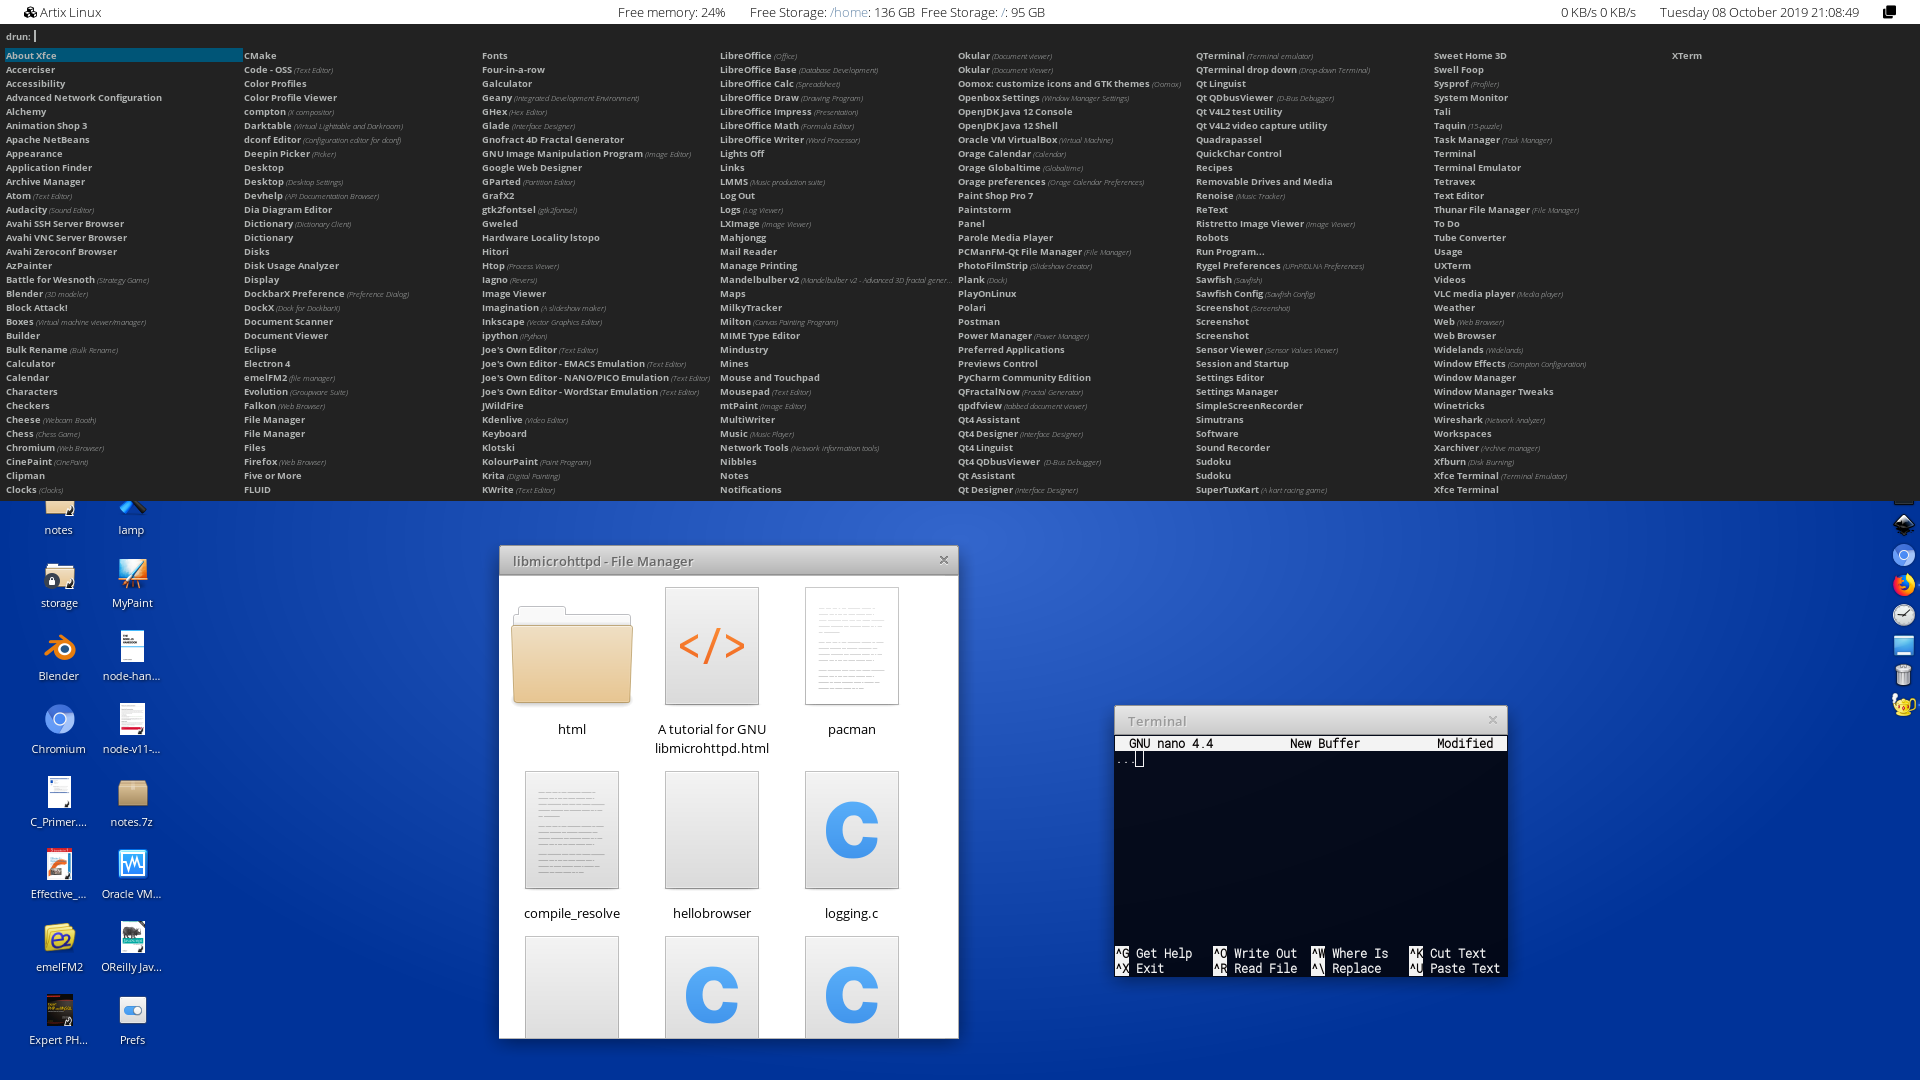 Artix Linux
Free memory: 24%
Free Storage: /home: 136 GB Free Storage: /: 95 GB
0 KB/s 0 KB/s
Tuesday 08 October 2019 21:08:49
drun:
About Xfce
Accerciser
Accessibility
Advanced Network Configuration
Alchemy
Animation Shop 3
Apache NetBeans
Appearance
Application Finder
Archive Manager
Atom (Text Editor)
Audacity (Sound Editor)
Avahi SSH Server Browser
Avahi VNC Server Browser
Avahi Zeroconf Browser
AzPainter
Battle for Wesnoth (Strategy Game)
Blender (3D modeler)
Block Attack!
Boxes (Virtual machine viewer/manager)
Builder
Bulk Rename (Bulk Rename)
Calculator
Calendar
Characters
Checkers
Cheese (Webcam Booth)
Chess (Chess Game)
Chromium (Web Browser)
CinePaint (CinePaint)
Clipman
Clocks (Clocks)
CMake
Code - OSS (Text Editor)
Color Profiles
Color Profile Viewer
compton (X compositor)
Darktable (Virtual Lighttable and Darkroom)
dconf Editor (Configuration editor for dconf)
Deepin Picker (Picker)
Desktop
Desktop (Desktop Settings)
Devhelp (API Documentation Browser)
Dia Diagram Editor
Dictionary (Dictionary Client)
Dictionary
Disks
Disk Usage Analyzer
Display
DockbarX Preference (Preference Dialog)
DockX (Dock for DockbarX)
Document Scanner
Document Viewer
Eclipse
Electron 4
emelFM2 (file manager)
Evolution (Groupware Suite)
Falkon (Web Browser)
File Manager
File Manager
Files
Firefox (Web Browser)
Five or More
FLUID
Fonts
Four-in-a-row
Galculator
Geany (Integrated Development Environment)
GHex (Hex Editor)
Glade (Interface Designer)
Gnofract 4D Fractal Generator
GNU Image Manipulation Program (Image Editor)
Google Web Designer
GParted (Partition Editor)
GrafX2
gtk2fontsel (gtk2fontsel)
Gweled
Hardware Locality lstopo
Hitori
Htop (Process Viewer)
Iagno (Reversi)
Image Viewer
Imagination (A slideshow maker)
Inkscape (Vector Graphics Editor)
ipython (IPython)
Joe's Own Editor (Text Editor)
Joe's Own Editor - EMACS Emulation (Text Editor)
Joe's Own Editor - NANO/PICO Emulation (Text Editor)
Joe's Own Editor - WordStar Emulation (Text Editor)
JWildFire
Kdenlive (Video Editor)
Keyboard
Klotski
KolourPaint (Paint Program)
Krita (Digital Painting)
KWrite (Text Editor)
LibreOffice (Office)
LibreOffice Base (Database Development)
LibreOffice Calc (Spreadsheet)
LibreOffice Draw (Drawing Program)
LibreOffice Impress (Presentation)
LibreOffice Math (Formula Editor)
LibreOffice Writer (Word Processor)
Lights Off
Links
LMMS (Music production suite)
Log Out
Logs (Log Viewer)
LXImage (Image Viewer)
Mahjongg
Mail Reader
Manage Printing
Mandelbulber v2 (Mandelbulber v2 - Advanced 3D fractal gener...
Maps
MilkyTracker
Milton (Canvas Painting Program)
MIME Type Editor
Mindustry
Mines
Mouse and Touchpad
Mousepad (Text Editor)
mtPaint (Image Editor)
MultiWriter
Music (Music Player)
Network Tools (Network information tools)
Nibbles
Notes
Notifications
Okular (Document viewer)
Okular (Document Viewer)
Oomox: customize icons and GTK themes (Oomox)
Openbox Settings (Window Manager Settings)
OpenJDK Java 12 Console
OpenJDK Java 12 Shell
Oracle VM VirtualBox (Virtual Machine)
Orage Calendar (Calendar)
Orage Globaltime (Globaltime)
Orage preferences (Orage Calendar Preferences)
Paint Shop Pro 7
Paintstorm
Panel
Parole Media Player
PCManFM-Qt File Manager (File Manager)
PhotoFilmStrip (Slideshow Creator)
Plank (Dock)
PlayOnLinux
Polari
Postman
Power Manager (Power Manager)
Preferred Applications
Previews Control
PyCharm Community Edition
QFractalNow (Fractal Generator)
qpdfview (tabbed document viewer)
Qt4 Assistant
Qt4 Designer (Interface Designer)
Qt4 Linguist
Qt4 QDbusViewer (D-Bus Debugger)
Qt Assistant
Qt Designer (Interface Designer)
QTerminal (Terminal emulator)
QTerminal drop down (Drop-down Terminal)
Qt Linguist
Qt QDbusViewer (D-Bus Debugger)
Qt V4L2 test Utility
Qt V4L2 video capture utility
Quadrapassel
QuickChar Control
Recipes
Removable Drives and Media
Renoise (Music Tracker)
ReText
Ristretto Image Viewer (Image Viewer)
Robots
Run Program...
Rygel Preferences (UPnP/DLNA Preferences)
Sawfish (Sawfish)
Sawfish Config (Sawfish Config)
Screenshot (Screenshot)
Screenshot
Screenshot
Sensor Viewer (Sensor Values Viewer)
Session and Startup
Settings Editor
Settings Manager
SimpleScreenRecorder
Simutrans
Software
Sound Recorder
Sudoku
Sudoku
SuperTuxKart (A kart racing game)
Sweet Home 3D
Swell Foop
Sysprof (Profiler)
System Monitor
Tali
Taquin (15-puzzle)
Task Manager (Task Manager)
Terminal
Terminal Emulator
Tetravex
Text Editor
Thunar File Manager (File Manager)
To Do
Tube Converter
Usage
UXTerm
Videos
VLC media player (Media player)
Weather
Web (Web Browser)
Web Browser
Widelands (Widelands)
Window Effects (Compton Configuration)
Window Manager
Window Manager Tweaks
Winetricks
Wireshark (Network Analyzer)
Workspaces
Xarchiver (Archive manager)
Xfburn (Disk Burning)
Xfce Terminal (Terminal Emulator)
Xfce Terminal
XTerm
notes
lamp
storage
MyPaint
Blender
node-han...
Chromium
node-v11-...
C_Primer....
notes.7z
Effective_...
Oracle VM...
emelFM2
OReilly Jav...
Expert PH...
Prefs
libmicrohttpd - File Manager
html
A tutorial for GNU
libmicrohttpd.html
pacman
compile_resolve
hellobrowser
logging.c
Terminal
GNU nano 4.4 New Buffer Modified
...
^G Get Help ^O Write Out ^W Where Is ^K Cut Text
^X Exit ^R Read File ^\ Replace ^U Paste Text